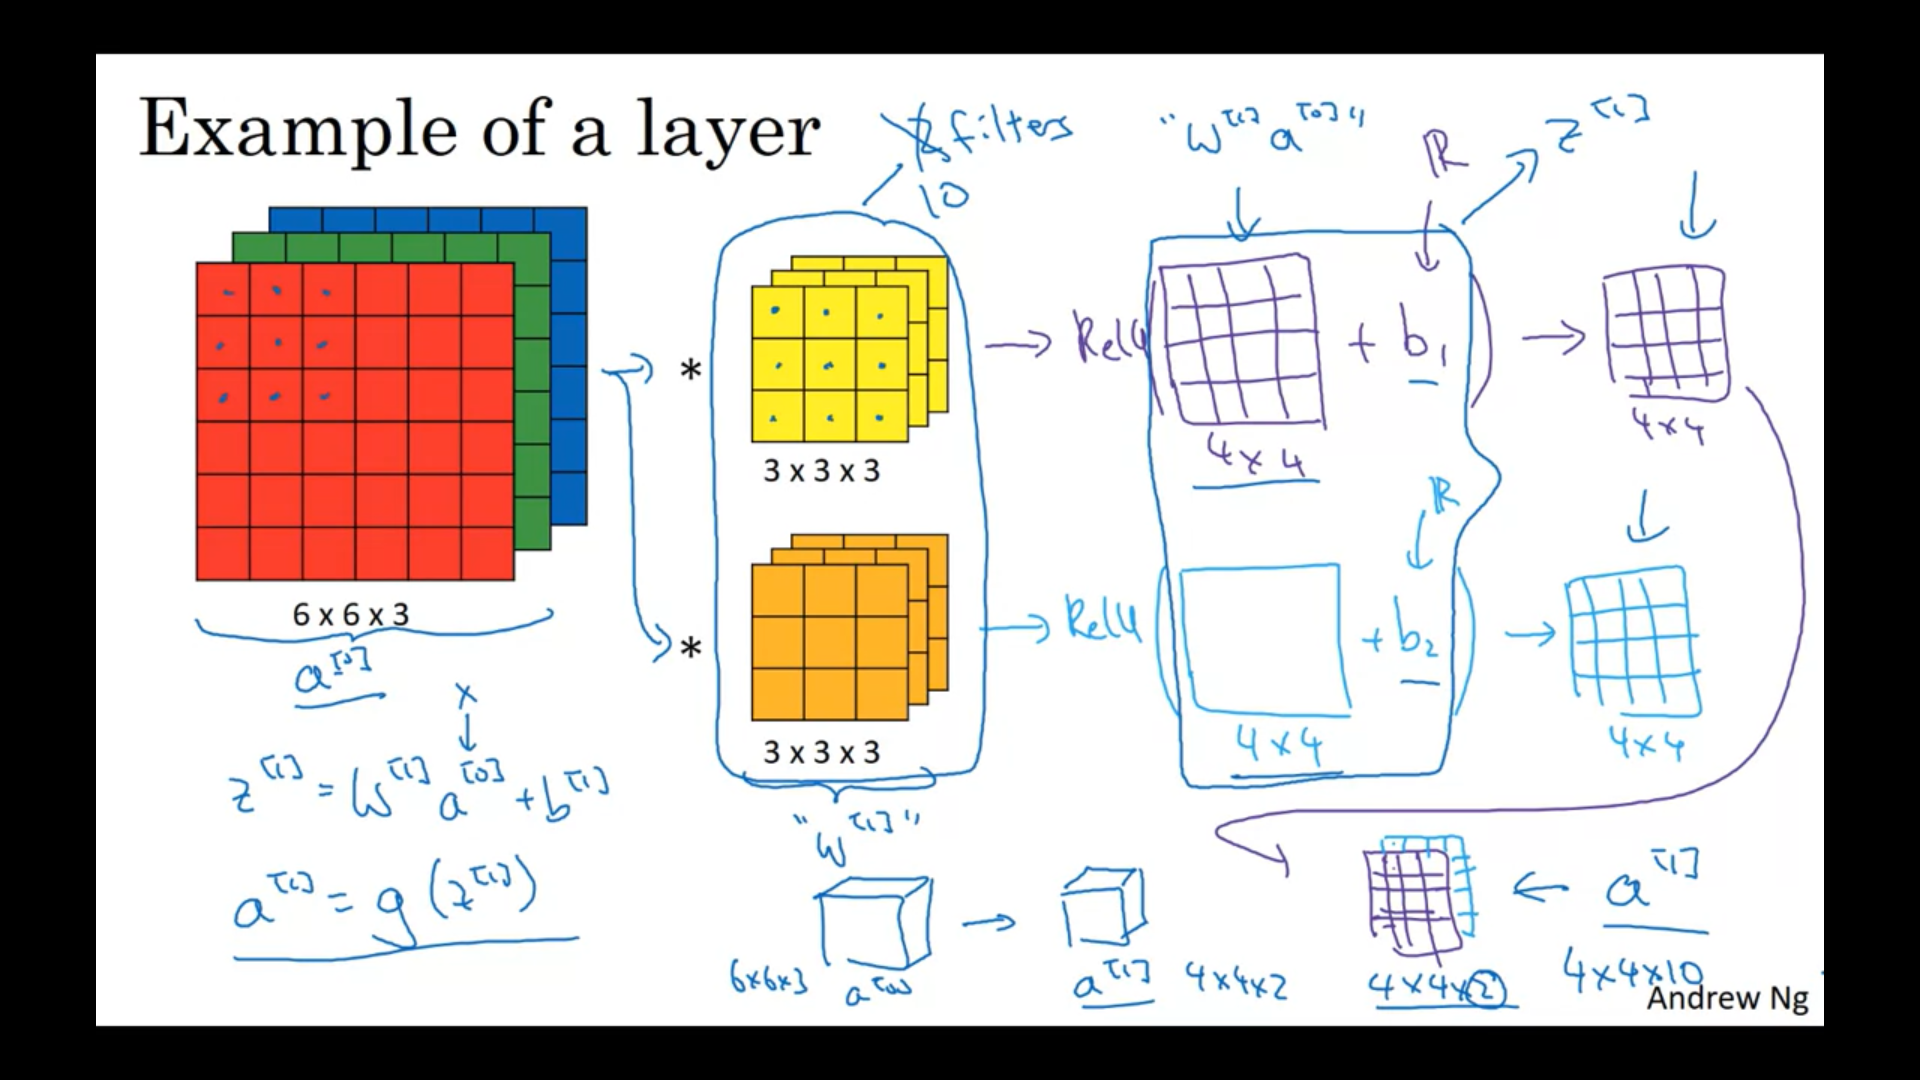 Example of a layer
2 filters
10
"W^[1] a^[0]"
ℝ
z^[1]
* 3 x 3 x 3 → ReLU ( 4x4 + b₁ ) → 4x4
6 x 6 x 3
a^[0]
ℝ
* 3 x 3 x 3 → ReLU ( 4x4 + b₂ ) → 4x4
x
z^[1] = W^[1] a^[0] + b^[1]
"W^[1]"
a^[1] = g(z^[1])
6x6x3 a^[0] → a^[1] 4x4x2
4x4x2 ← a^[1]
4x4x10
Andrew Ng